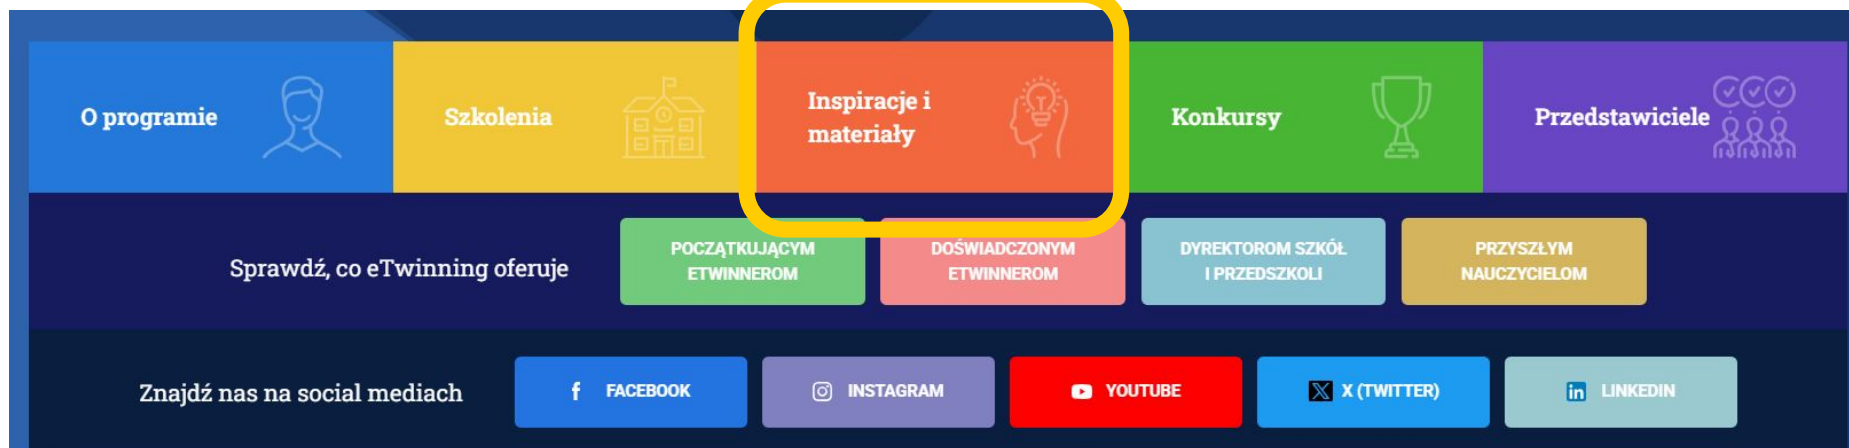 O programie
Szkolenia
Inspiracje i
materiały
Konkursy
Przedstawiciele
Sprawdź, co eTwinning oferuje
POCZĄTKUJĄCYM
ETWINNEROM
DOŚWIADCZONYM
ETWINNEROM
DYREKTOROM SZKÓŁ
I PRZEDSZKOLI
PRZYSZŁYM
NAUCZYCIELOM
Znajdź nas na social mediach
FACEBOOK
INSTAGRAM
YOUTUBE
X (TWITTER)
LINKEDIN